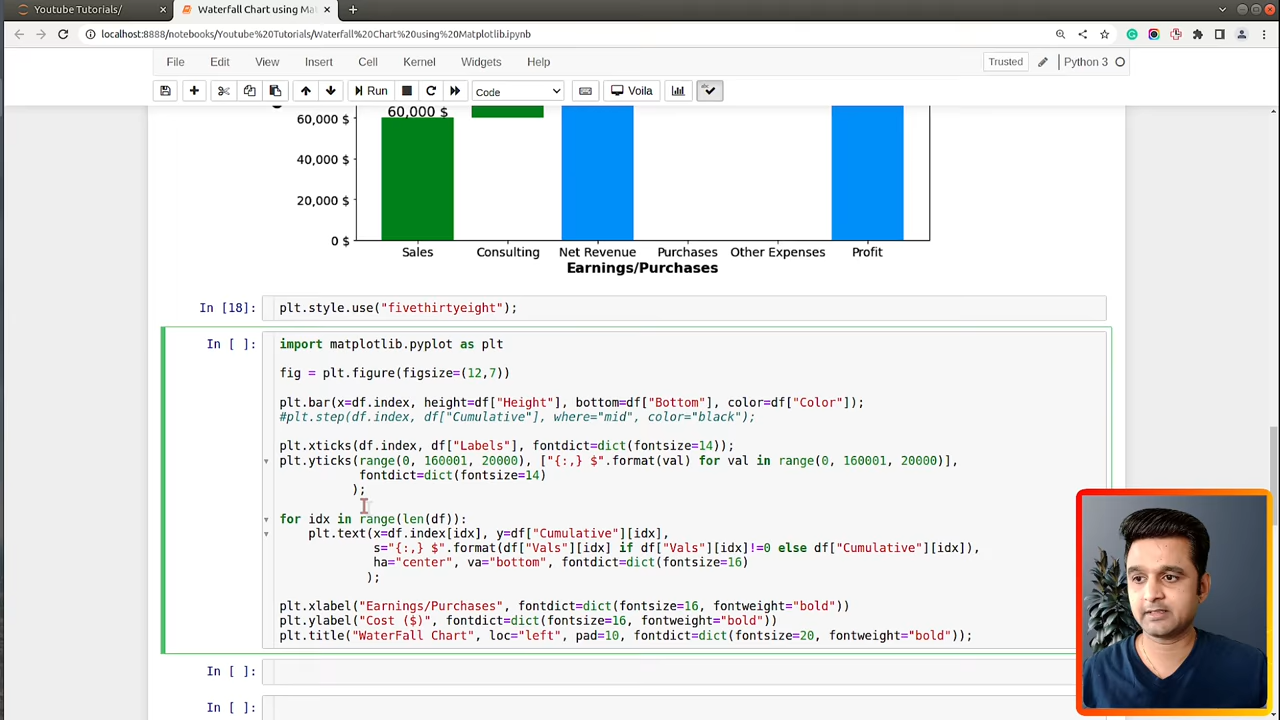 Youtube Tutorials/
Waterfall Chart using Mat
localhost:8888/notebooks/Youtube%20Tutorials/Waterfall%20Chart%20using%20Matplotlib.ipynb
File Edit View Insert Cell Kernel Widgets Help
Trusted Python 3
Run Code Voila
60,000 $
60,000 $
40,000 $
20,000 $
0 $
Sales Consulting Net Revenue Purchases Other Expenses Profit
Earnings/Purchases
In [18]: plt.style.use("fivethirtyeight");
In [ ]: import matplotlib.pyplot as plt
fig = plt.figure(figsize=(12,7))
plt.bar(x=df.index, height=df["Height"], bottom=df["Bottom"], color=df["Color"]);
#plt.step(df.index, df["Cumulative"], where="mid", color="black");
plt.xticks(df.index, df["Labels"], fontdict=dict(fontsize=14));
plt.yticks(range(0, 160001, 20000), ["{:,} $".format(val) for val in range(0, 160001, 20000)],
fontdict=dict(fontsize=14)
);
for idx in range(len(df)):
plt.text(x=df.index[idx], y=df["Cumulative"][idx],
s="{:,} $".format(df["Vals"][idx] if df["Vals"][idx]!=0 else df["Cumulative"][idx]),
ha="center", va="bottom", fontdict=dict(fontsize=16)
);
plt.xlabel("Earnings/Purchases", fontdict=dict(fontsize=16, fontweight="bold"))
plt.ylabel("Cost ($)", fontdict=dict(fontsize=16, fontweight="bold"))
plt.title("WaterFall Chart", loc="left", pad=10, fontdict=dict(fontsize=20, fontweight="bold"));
In [ ]:
In [ ]: